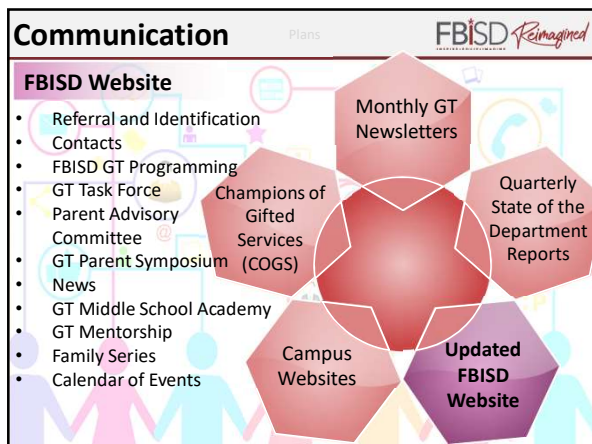 Communication
Plans
FBISD Reimagined
FBISD Website
• Referral and Identification
• Contacts
• FBISD GT Programming
• GT Task Force
• Parent Advisory
Committee
• GT Parent Symposium
• News
• GT Middle School Academy
• GT Mentorship
• Family Series
• Calendar of Events
Monthly GT
Newsletters
Champions of
Gifted
Services
(COGS)
Quarterly
State of the
Department
Reports
Campus
Websites
Updated
FBISD
Website